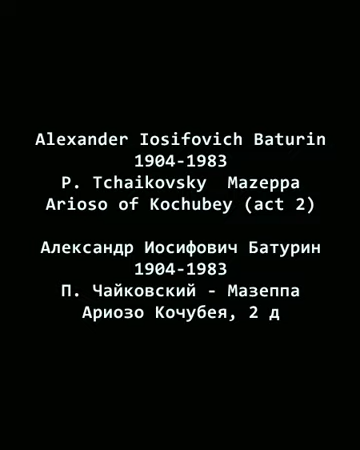 Alexander Iosifovich Baturin
1904-1983
P. Tchaikovsky  Mazeppa
Arioso of Kochubey (act 2)
Александр Иосифович Батурин
1904-1983
П. Чайковский - Мазеппа
Ариозо Кочубея, 2 д